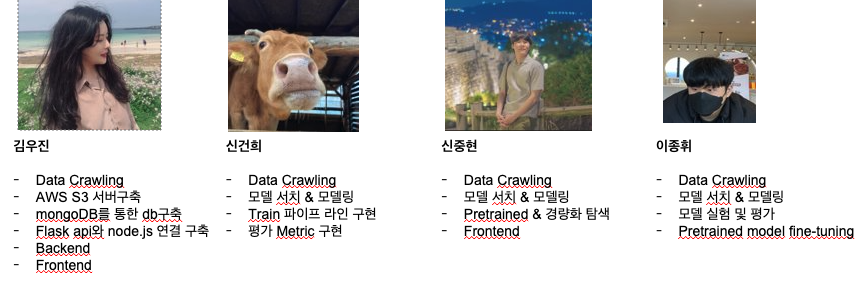 김우진
- Data Crawling
- AWS S3 서버구축
- mongoDB를 통한 db구축
- Flask api와 node.js 연결 구축
- Backend
- Frontend
신건희
- Data Crawling
- 모델 서치 & 모델링
- Train 파이프 라인 구현
- 평가 Metric 구현
신중현
- Data Crawling
- 모델 서치 & 모델링
- Pretrained & 경량화 탐색
- Frontend
이종휘
- Data Crawling
- 모델 서치 & 모델링
- 모델 실험 및 평가
- Pretrained model fine-tuning